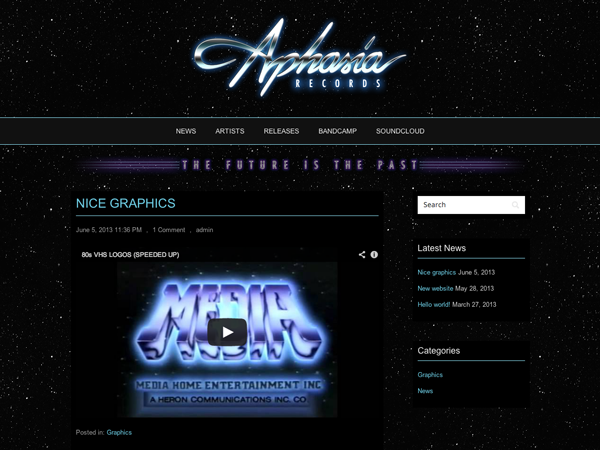 Aphasia
RECORDS
NEWS ARTISTS RELEASES BANDCAMP SOUNDCLOUD
THE FUTURE IS THE PAST
NICE GRAPHICS
June 5, 2013 11:36 PM , 1 Comment , admin
80s VHS LOGOS (SPEEDED UP)
MEDIA
MEDIA HOME ENTERTAINMENT INC
A HERON COMMUNICATIONS INC. CO.
Posted in: Graphics
Search
Latest News
Nice graphics June 5, 2013
New website May 28, 2013
Hello world! March 27, 2013
Categories
Graphics
News